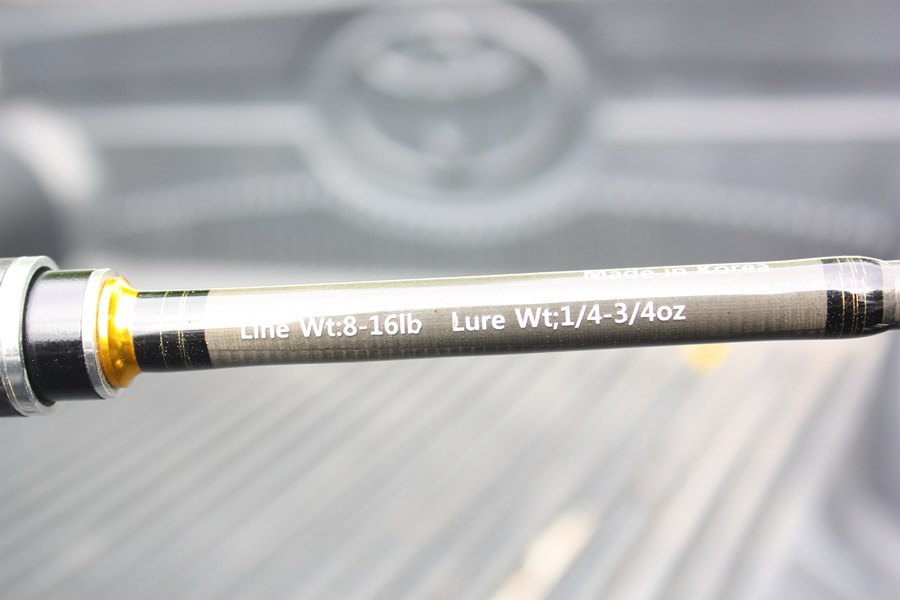 Made in Korea
Line Wt:8-16lb Lure Wt;1/4-3/4oz